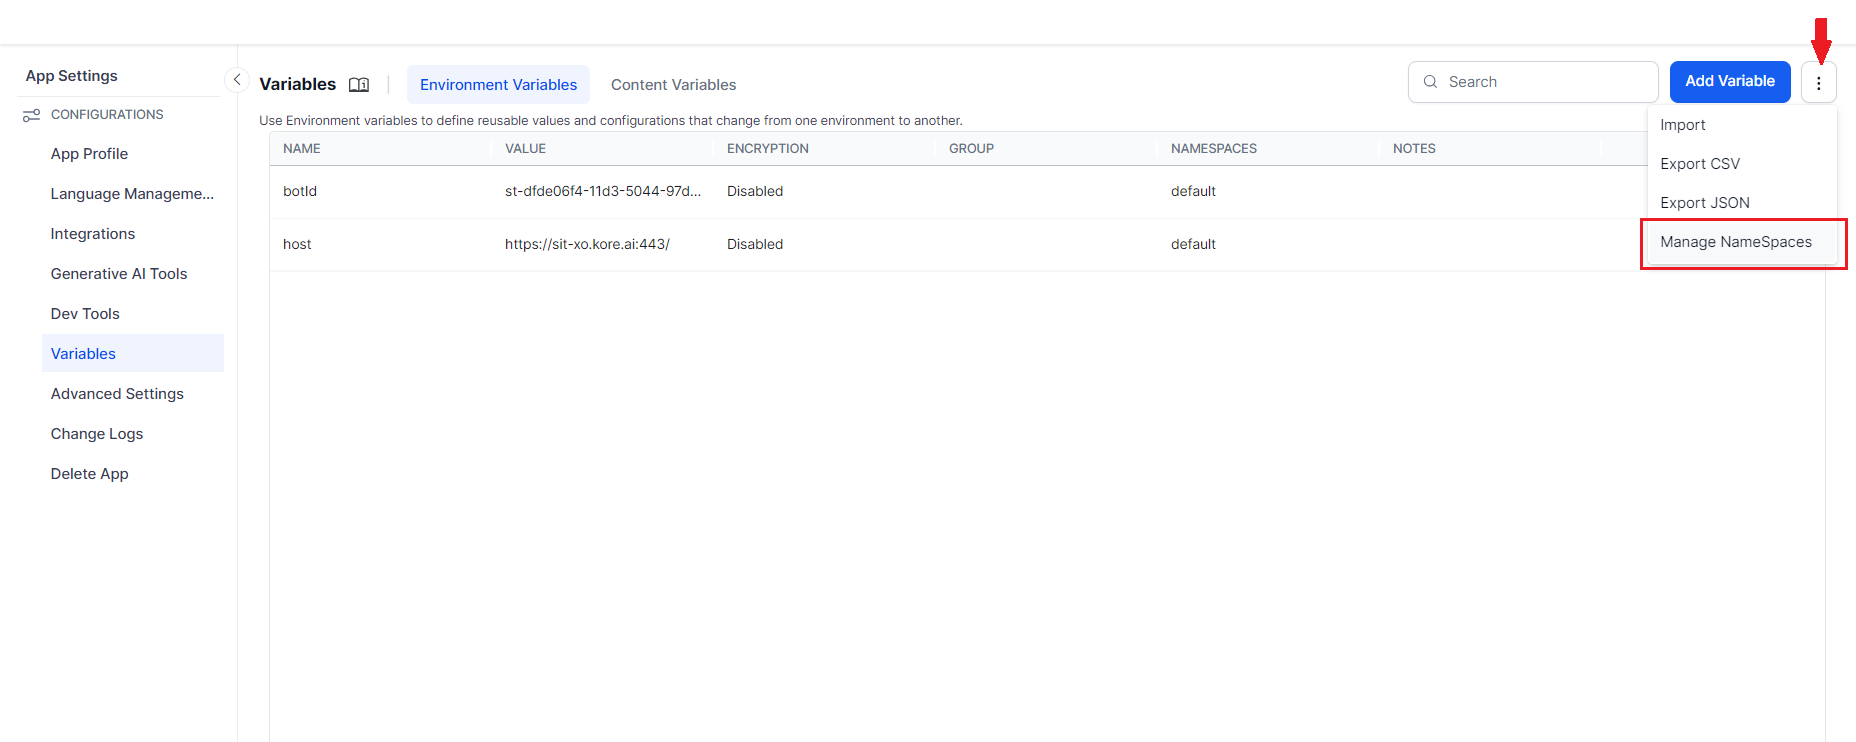 App Settings
CONFIGURATIONS
App Profile
Language Manageme...
Integrations
Generative AI Tools
Dev Tools
Variables
Advanced Settings
Change Logs
Delete App
Variables
Environment Variables
Content Variables
Search
Add Variable
Use Environment variables to define reusable values and configurations that change from one environment to another.
NAME VALUE ENCRYPTION GROUP NAMESPACES NOTES
botId st-dfde06f4-11d3-5044-97d... Disabled default
host https://sit-xo.kore.ai:443/ Disabled default
Import
Export CSV
Export JSON
Manage NameSpaces